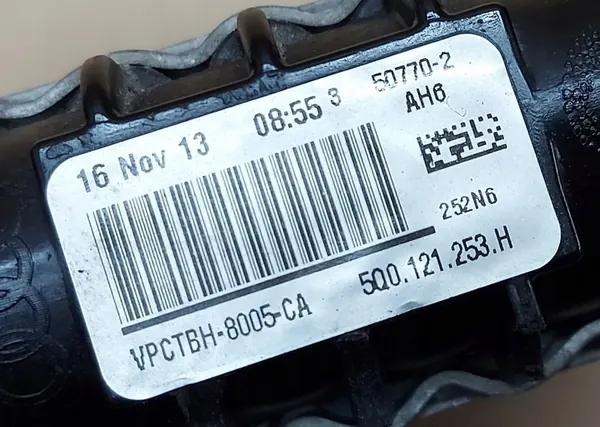 16 Nov 13 08:55 3 50770-2
AH6
252N6
VPCTBH-8005-CA 5Q0.121.253.H